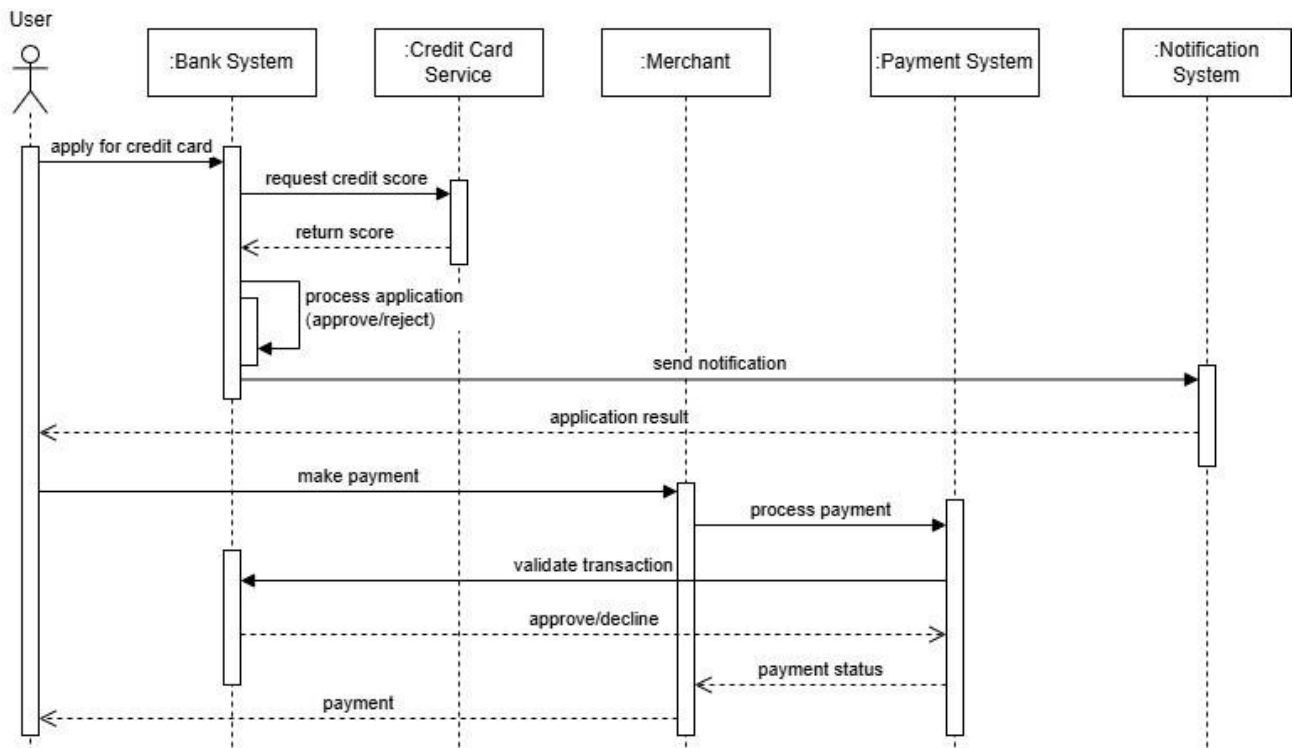 User
:Bank System
:Credit Card
Service
:Merchant
:Payment System
:Notification
System
apply for credit card
request credit score
return score
process application
(approve/reject)
send notification
application result
make payment
process payment
validate transaction
approve/decline
payment status
payment